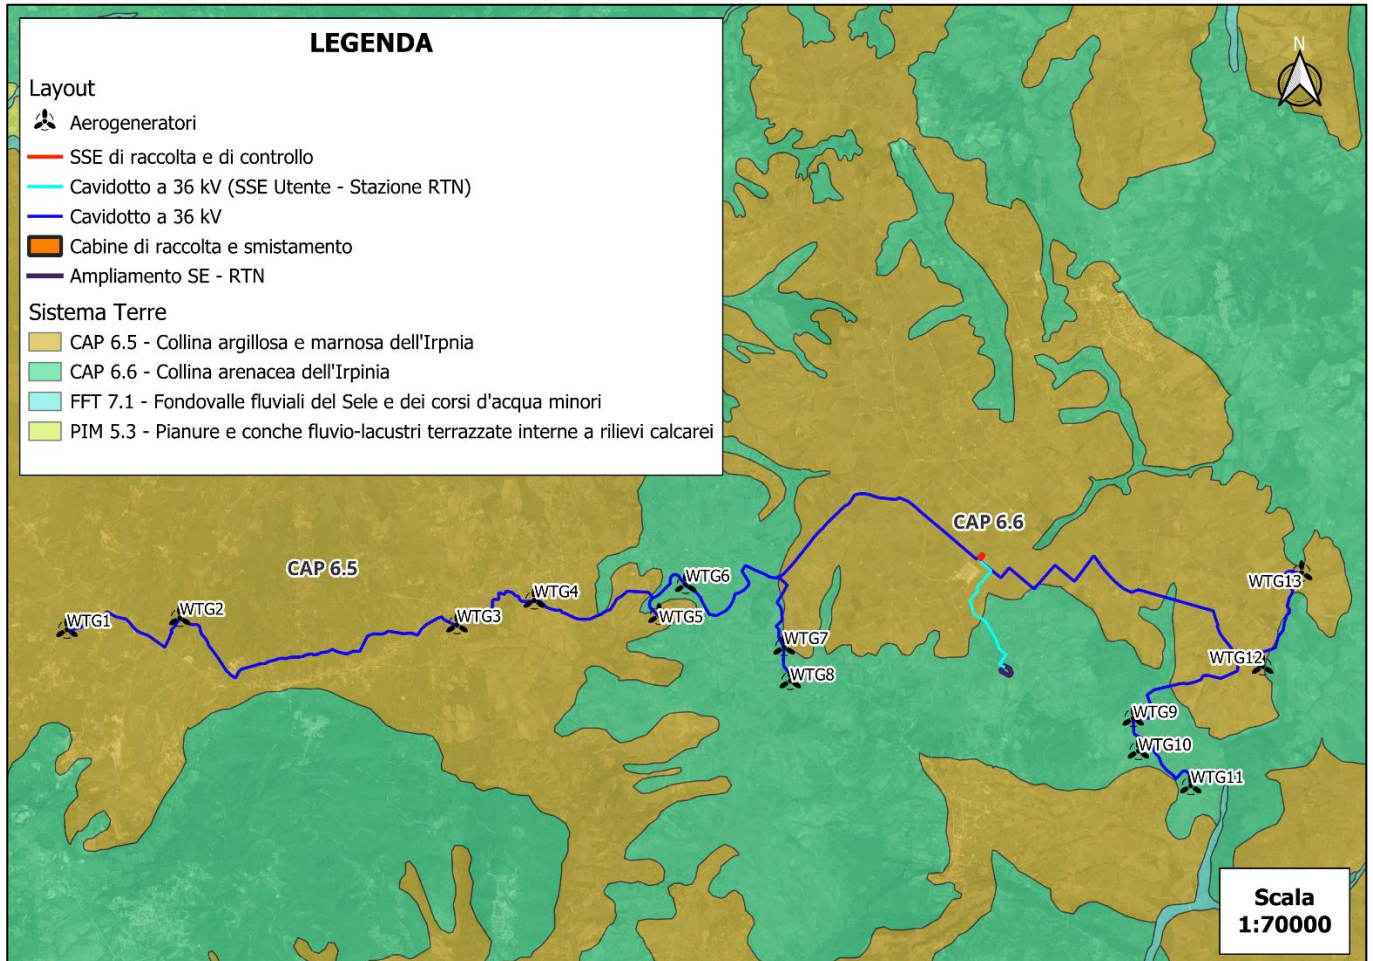 LEGENDA
Layout
Aerogeneratori
SSE di raccolta e di controllo
Cavidotto a 36 kV (SSE Utente - Stazione RTN)
Cavidotto a 36 kV
Cabine di raccolta e smistamento
Ampliamento SE - RTN
Sistema Terre
CAP 6.5 - Collina argillosa e marnosa dell'Irpnia
CAP 6.6 - Collina arenacea dell'Irpinia
FFT 7.1 - Fondovalle fluviali del Sele e dei corsi d'acqua minori
PIM 5.3 - Pianure e conche fluvio-lacustri terrazzate interne a rilievi calcarei
N
CAP 6.6
CAP 6.5
WTG1
WTG2
WTG3
WTG4
WTG5
WTG6
WTG7
WTG8
WTG13
WTG12
WTG9
WTG10
WTG11
Scala
1:70000